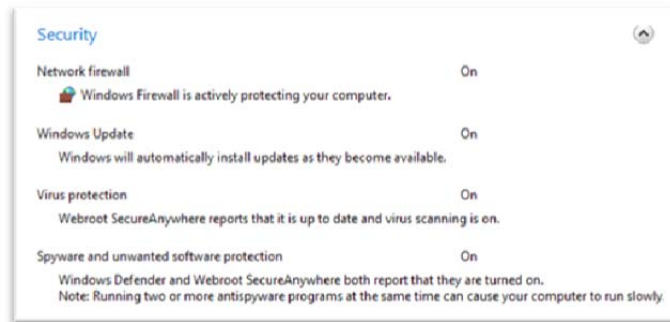 Security
Network firewall On
Windows Firewall is actively protecting your computer.
Windows Update On
Windows will automatically install updates as they become available.
Virus protection On
Webroot SecureAnywhere reports that it is up to date and virus scanning is on.
Spyware and unwanted software protection On
Windows Defender and Webroot SecureAnywhere both report that they are turned on.
Note: Running two or more antispyware programs at the same time can cause your computer to run slowly.